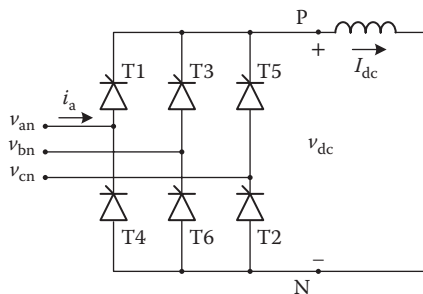 P
+
T1 T3 T5
I_dc
i_a
v_an
v_bn
v_cn
v_dc
T4 T6 T2
−
N